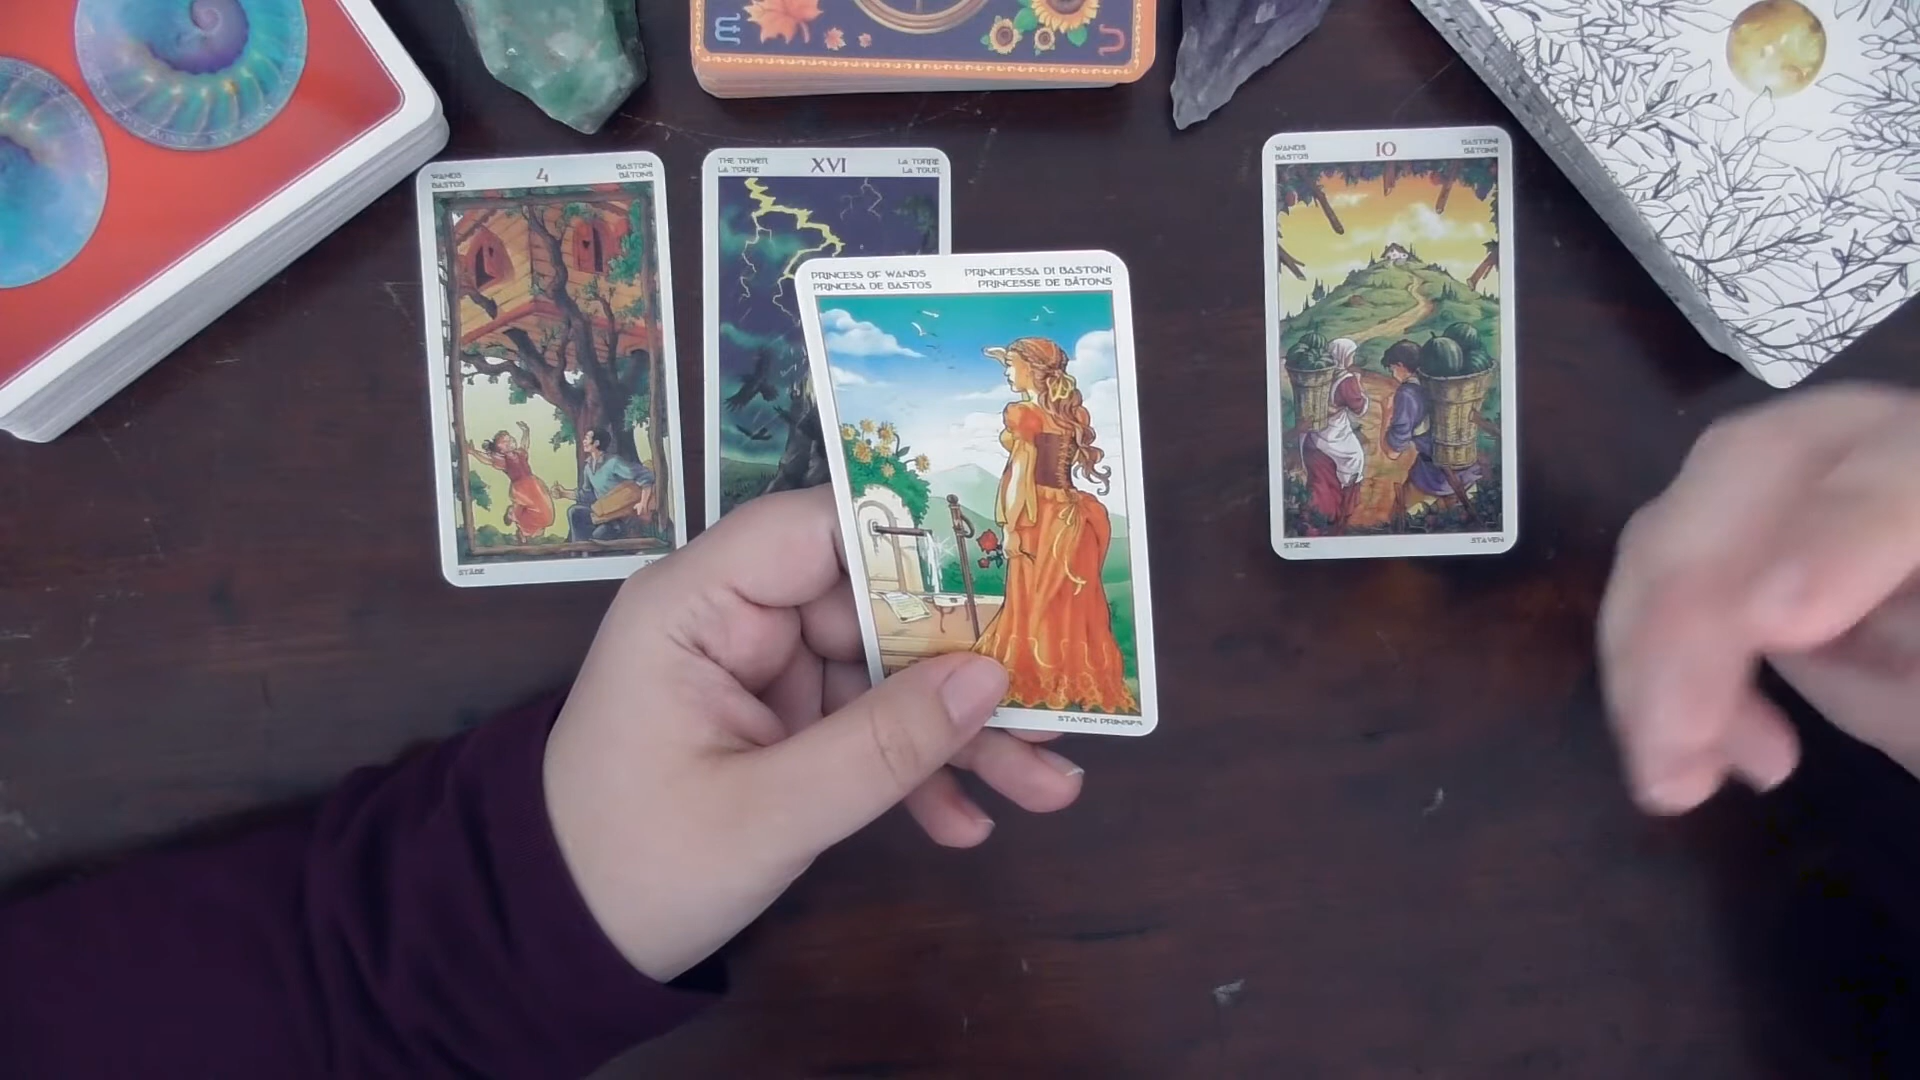 WANDS
BASTOS
4
BASTONI
BÂTONS
STÄBE
THE TOWER
LA TORRE
XVI
LA TORRE
LA TOUR
PRINCESS OF WANDS
PRINCESA DE BASTOS
PRINCIPESSA DI BASTONI
PRINCESSE DE BÂTONS
STAVEN PRINSES
WANDS
BASTOS
10
BASTONI
BÂTONS
STÄBE
STAVEN